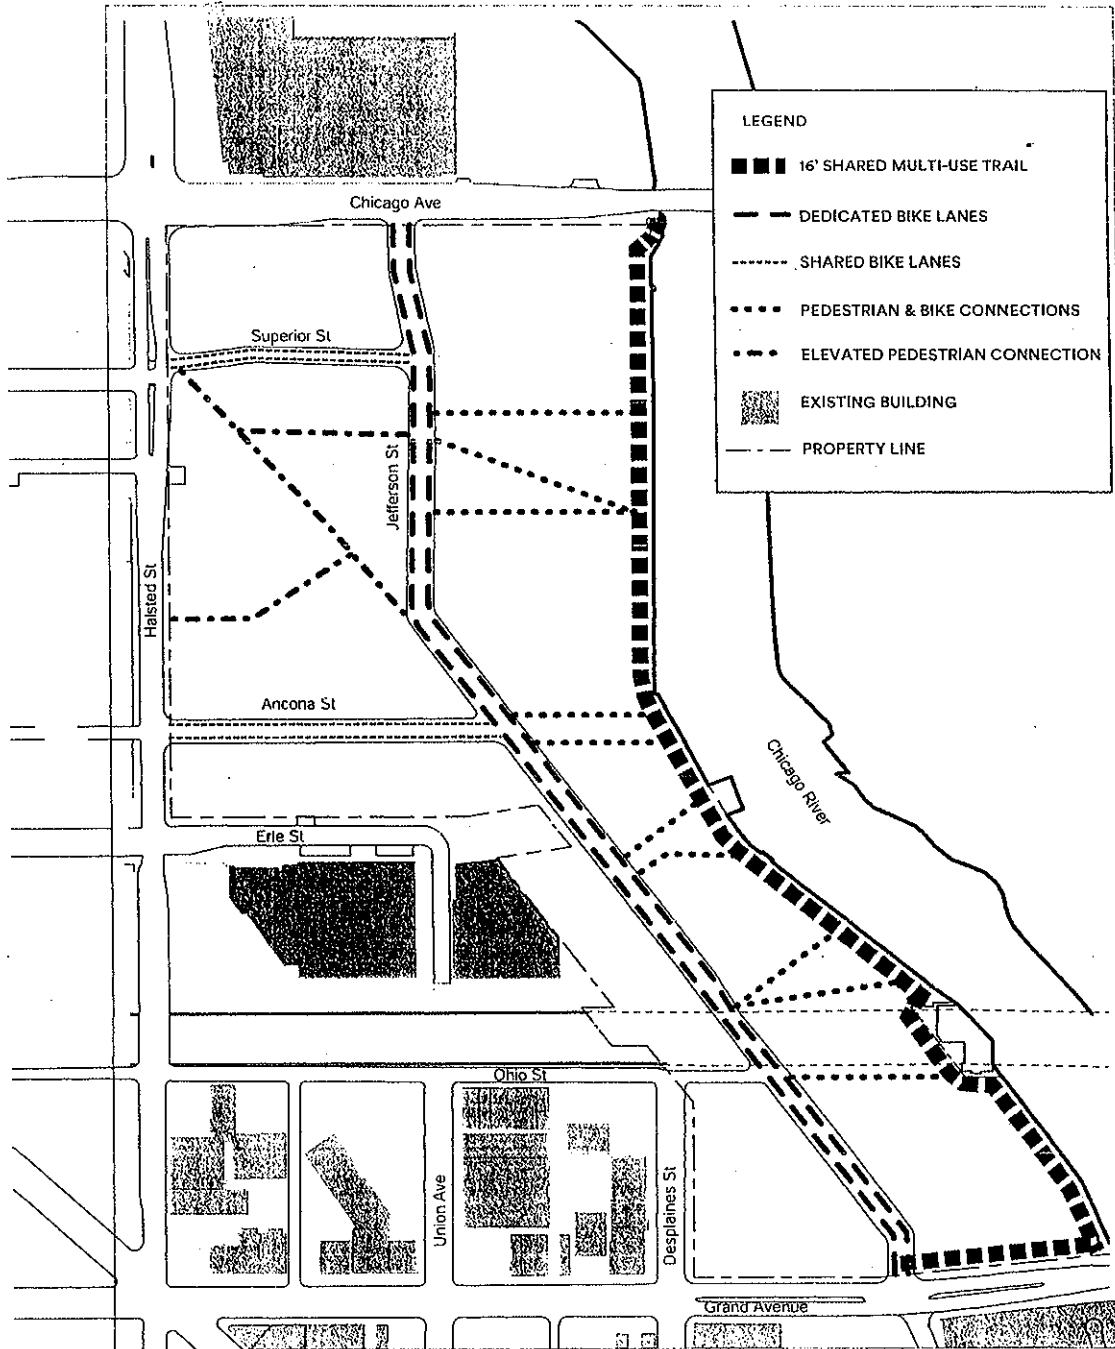 LEGEND
16' SHARED MULTI-USE TRAIL
DEDICATED BIKE LANES
SHARED BIKE LANES
PEDESTRIAN & BIKE CONNECTIONS
ELEVATED PEDESTRIAN CONNECTION
EXISTING BUILDING
PROPERTY LINE
Chicago Ave
Superior St
Jefferson St
Halsted St
Ancona St
Chicago River
Erie St
Ohio St
Union Ave
Desplaines St
Grand Avenue